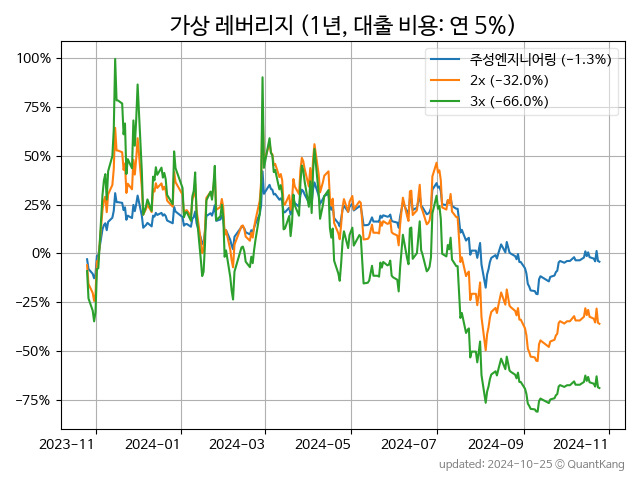 가상 레버리지 (1년, 대출 비용: 연 5%)
주성엔지니어링 (−1.3%)
2x (−32.0%)
3x (−66.0%)
100%
75%
50%
25%
0%
−25%
−50%
−75%
2023-11 2024-01 2024-03 2024-05 2024-07 2024-09 2024-11
updated: 2024-10-25 © QuantKang